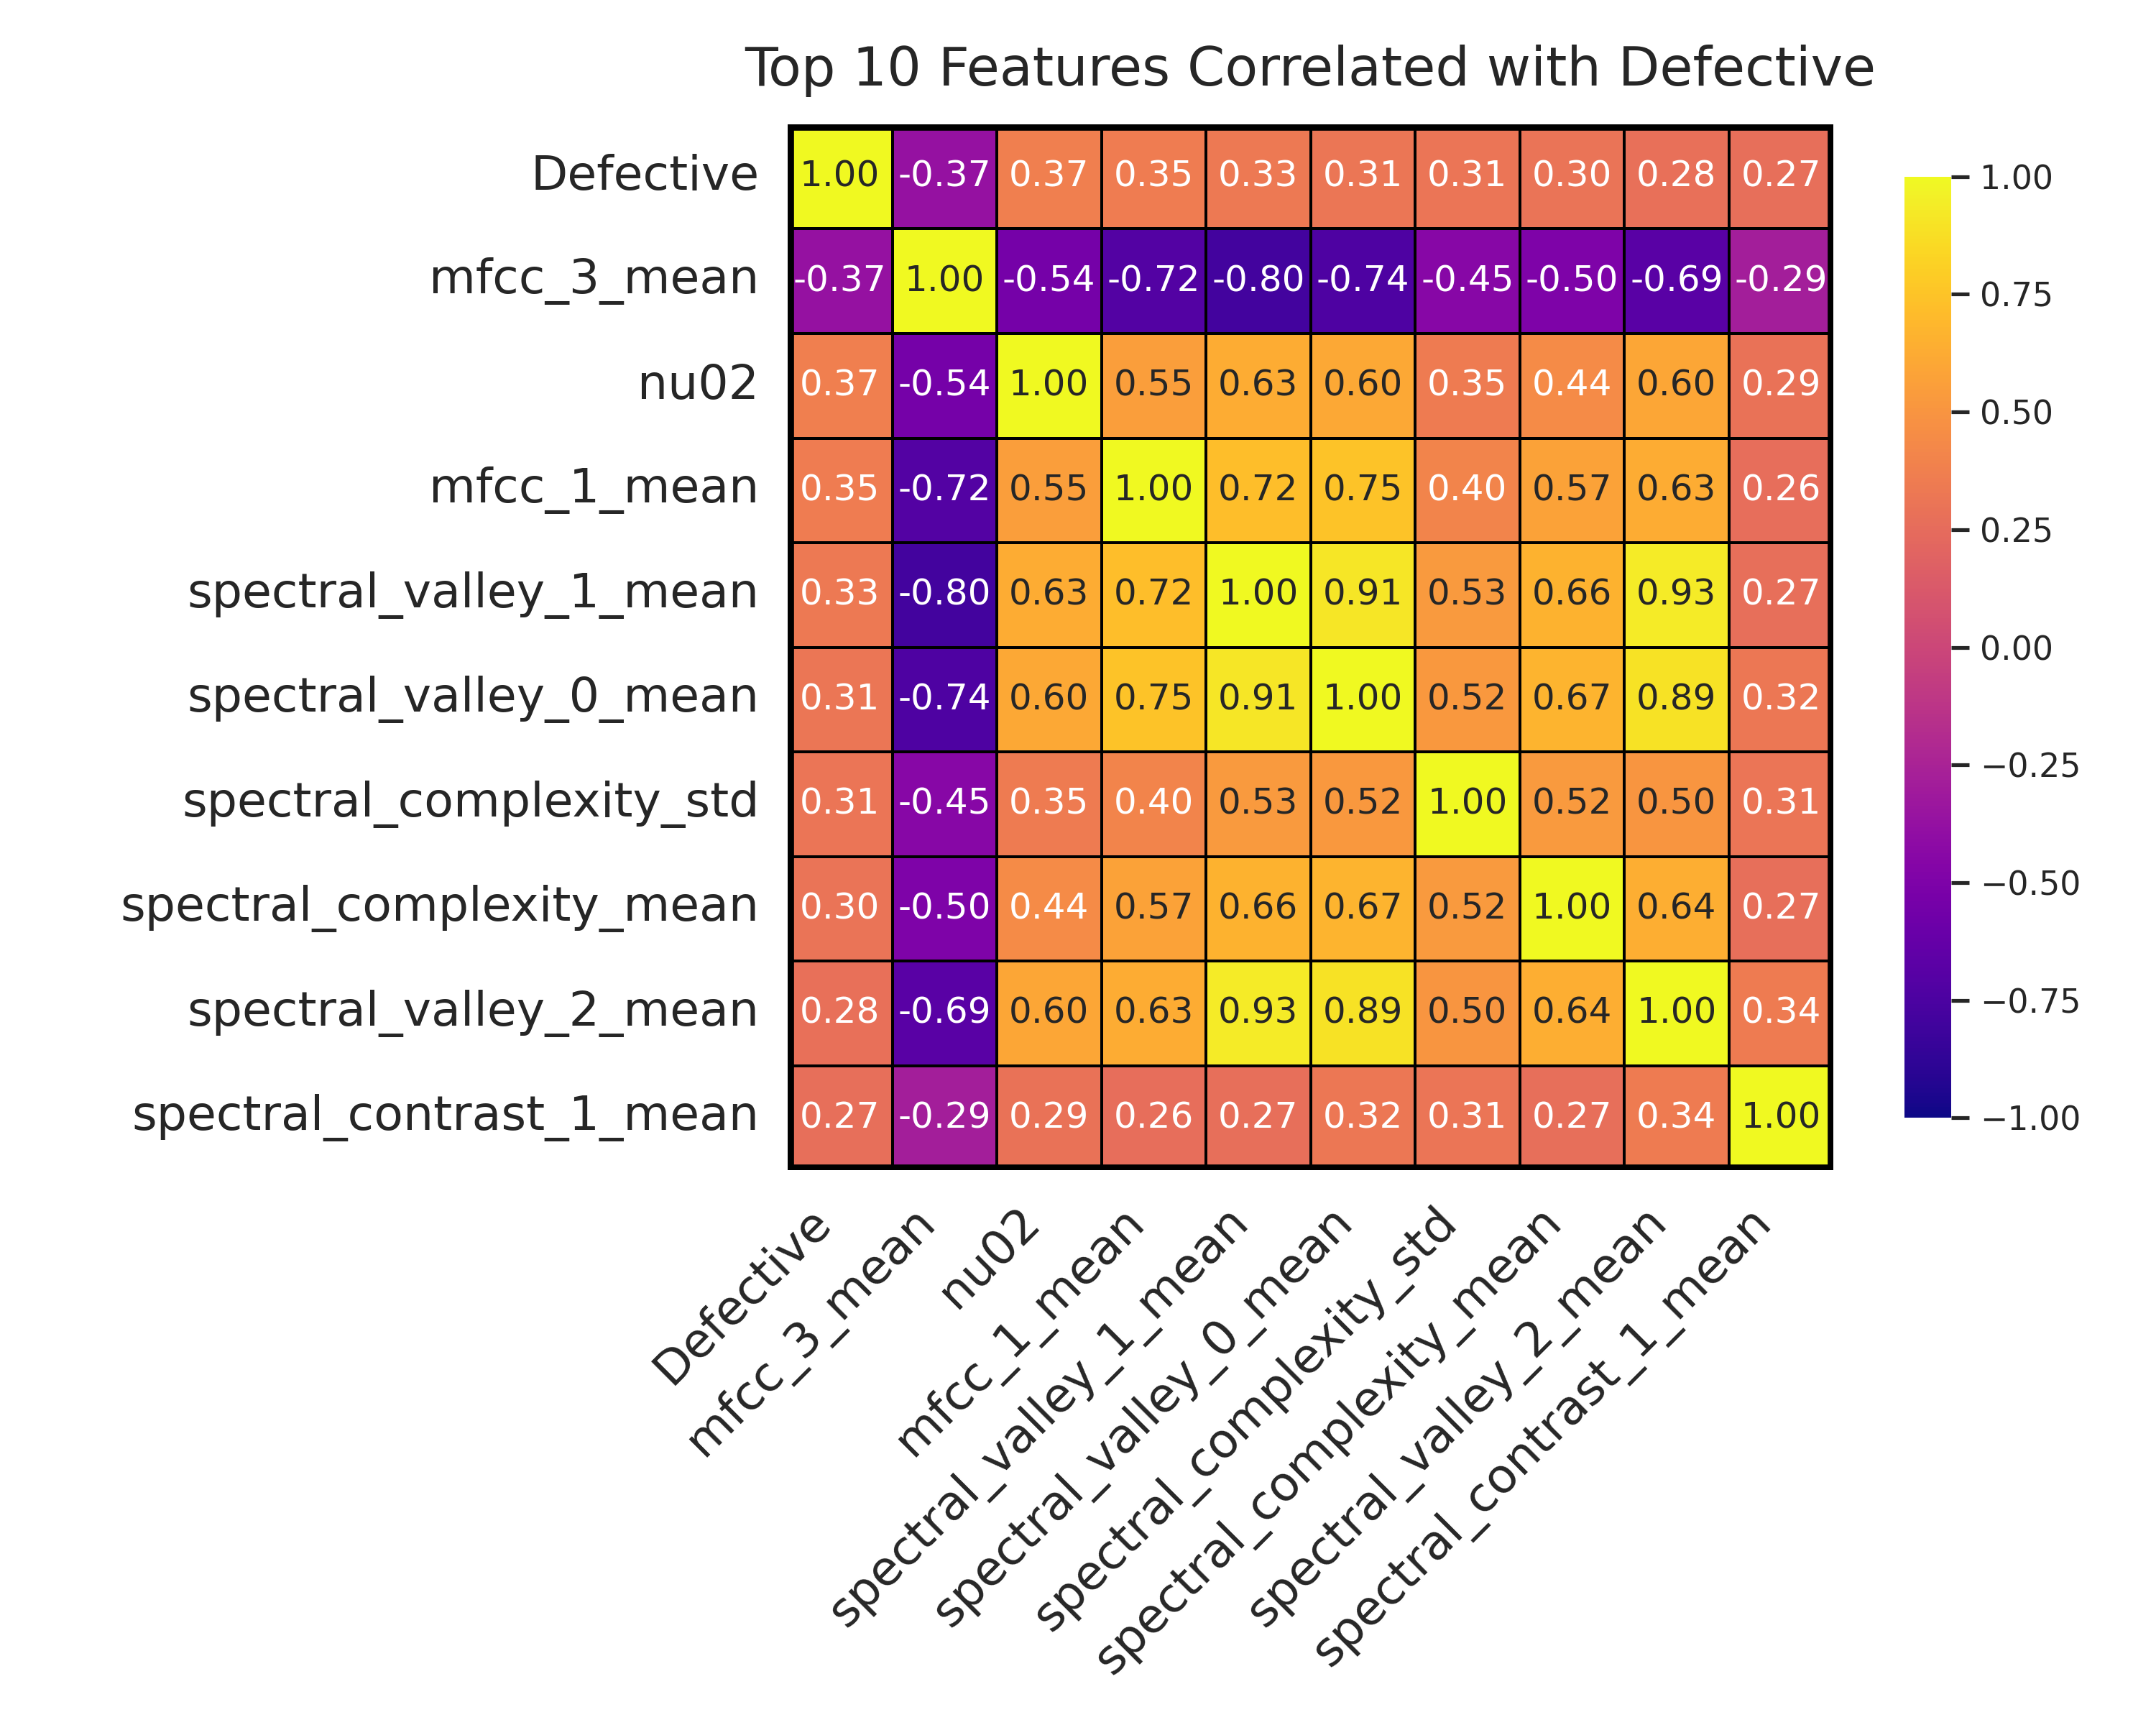 Top 10 Features Correlated with Defective
Defective 1.00 -0.37 0.37 0.35 0.33 0.31 0.31 0.30 0.28 0.27
mfcc_3_mean -0.37 1.00 -0.54 -0.72 -0.80 -0.74 -0.45 -0.50 -0.69 -0.29
nu02 0.37 -0.54 1.00 0.55 0.63 0.60 0.35 0.44 0.60 0.29
mfcc_1_mean 0.35 -0.72 0.55 1.00 0.72 0.75 0.40 0.57 0.63 0.26
spectral_valley_1_mean 0.33 -0.80 0.63 0.72 1.00 0.91 0.53 0.66 0.93 0.27
spectral_valley_0_mean 0.31 -0.74 0.60 0.75 0.91 1.00 0.52 0.67 0.89 0.32
spectral_complexity_std 0.31 -0.45 0.35 0.40 0.53 0.52 1.00 0.52 0.50 0.31
spectral_complexity_mean 0.30 -0.50 0.44 0.57 0.66 0.67 0.52 1.00 0.64 0.27
spectral_valley_2_mean 0.28 -0.69 0.60 0.63 0.93 0.89 0.50 0.64 1.00 0.34
spectral_contrast_1_mean 0.27 -0.29 0.29 0.26 0.27 0.32 0.31 0.27 0.34 1.00
Defective
mfcc_3_mean
nu02
mfcc_1_mean
spectral_valley_1_mean
spectral_valley_0_mean
spectral_complexity_std
spectral_complexity_mean
spectral_valley_2_mean
spectral_contrast_1_mean
1.00
0.75
0.50
0.25
0.00
−0.25
−0.50
−0.75
−1.00